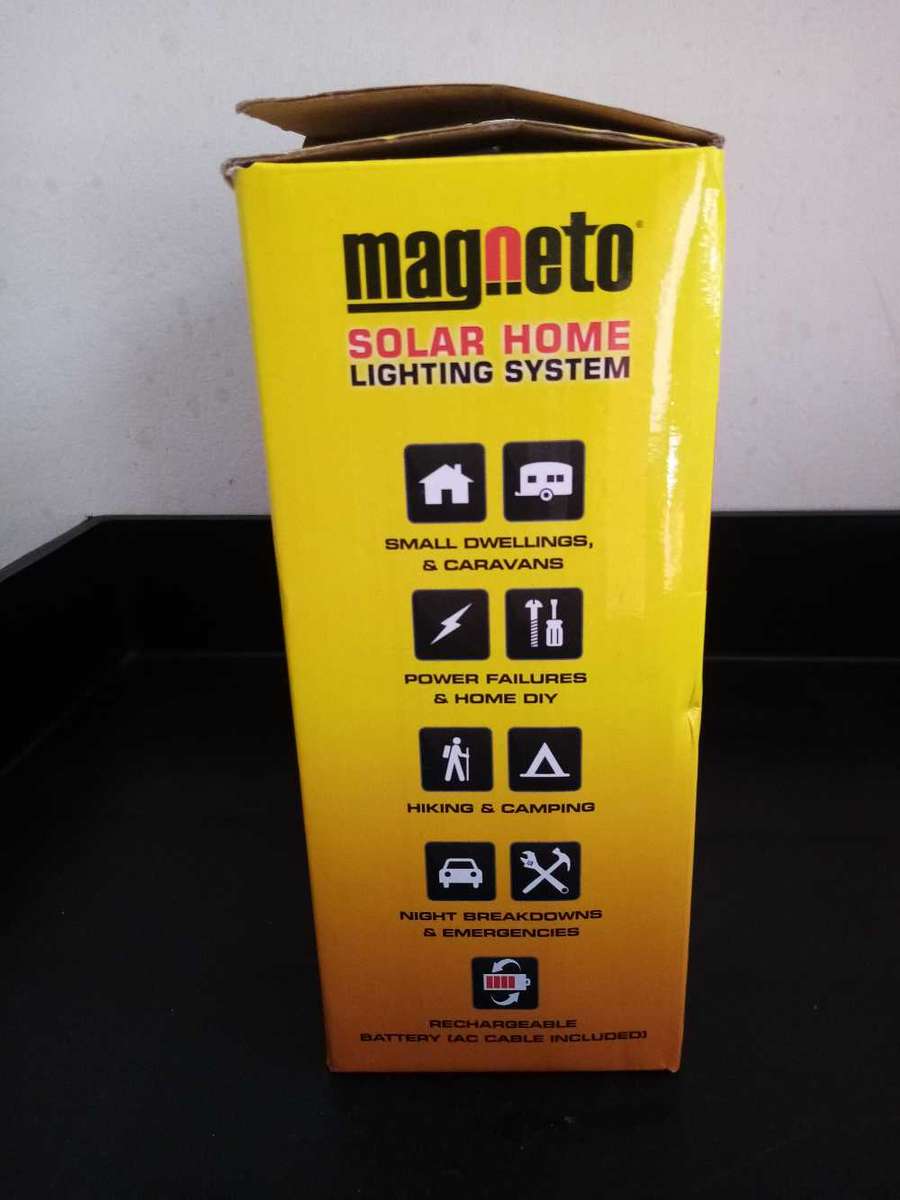 magneto®
SOLAR HOME
LIGHTING SYSTEM
SMALL DWELLINGS,
& CARAVANS
POWER FAILURES
& HOME DIY
HIKING & CAMPING
NIGHT BREAKDOWNS
& EMERGENCIES
RECHARGEABLE
BATTERY (AC CABLE INCLUDED)